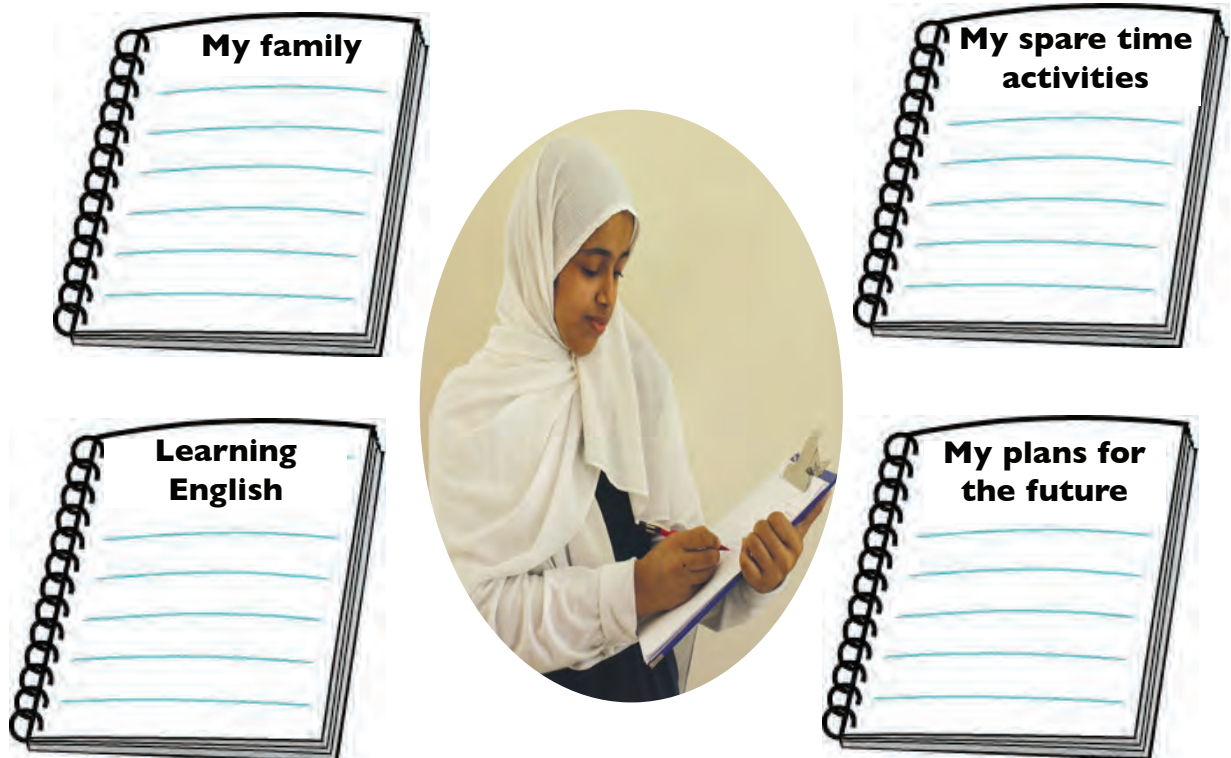 My family
My spare time
activities
Learning
English
My plans for
the future